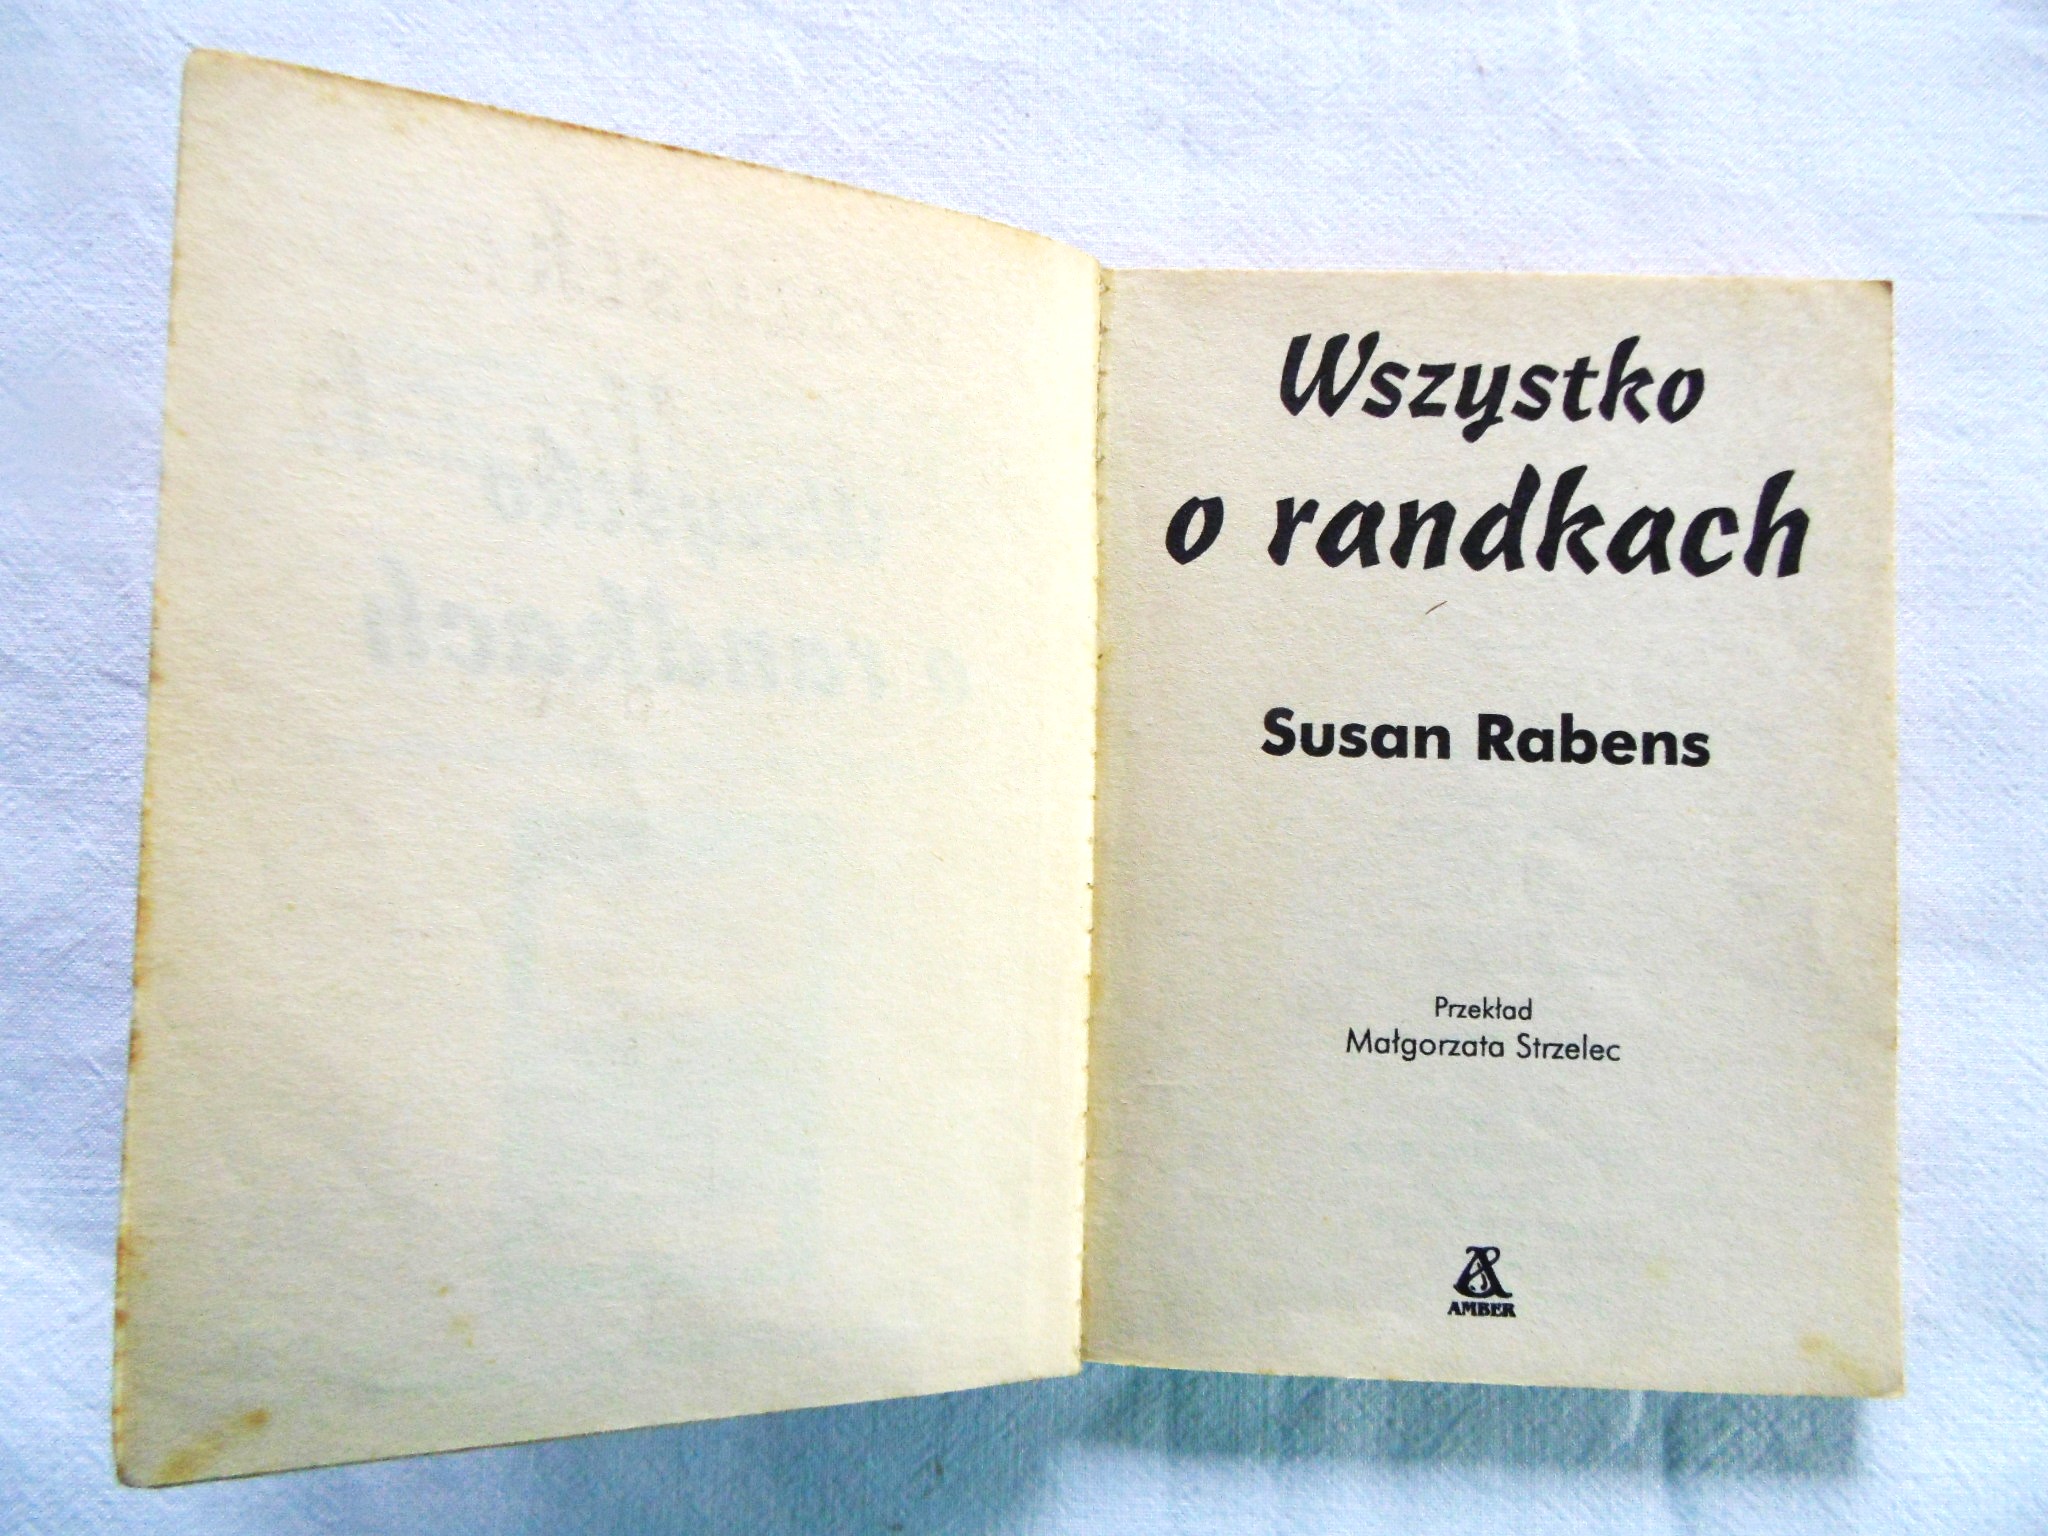 Wszystko
o randkach
Susan Rabens
Przekład
Małgorzata Strzelec
AMBER